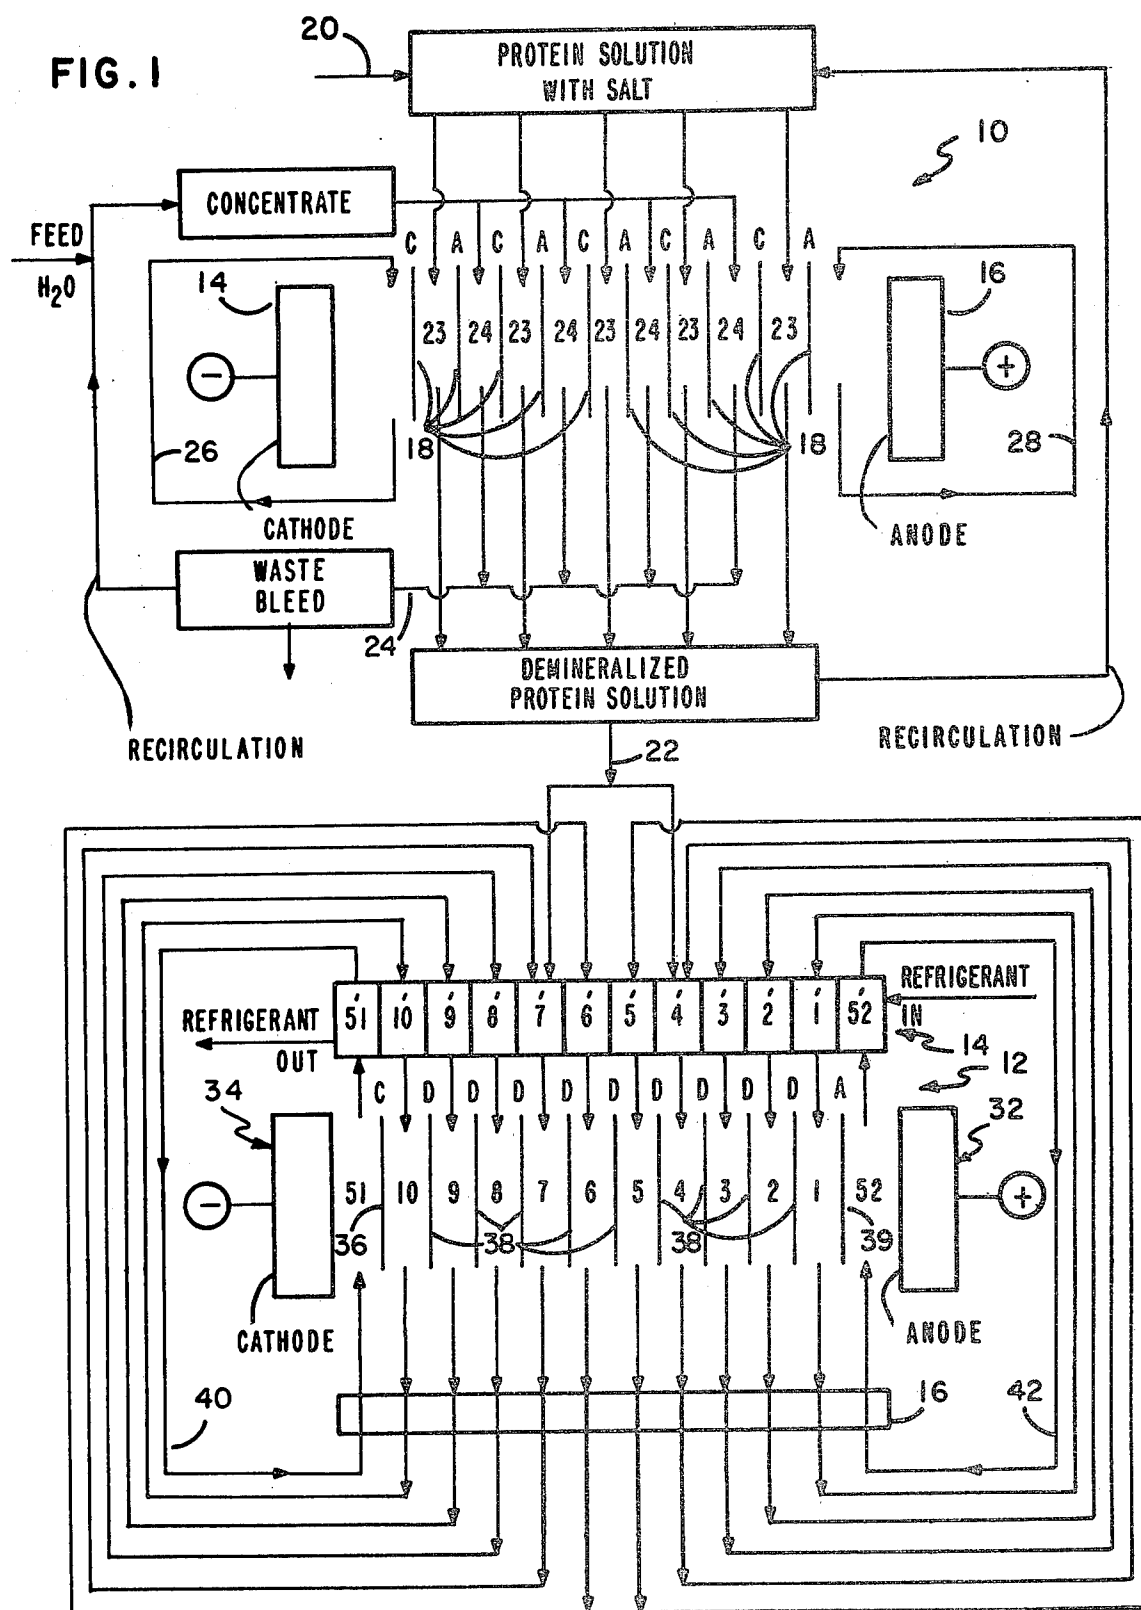 FIG. 1
20
PROTEIN SOLUTION
WITH SALT
10
CONCENTRATE
FEED
H2O
C A C A C A C A C A
14
16
23 24 23 24 23 24 23 24 23
−
+
26
18
18
28
CATHODE
ANODE
WASTE
BLEED
24
DEMINERALIZED
PROTEIN SOLUTION
RECIRCULATION
RECIRCULATION
22
REFRIGERANT
OUT
51' 10' 9' 8' 7' 6' 5' 4' 3' 2' 1' 52'
REFRIGERANT
IN
14
12
C D D D D D D D D D A
34
32
51 10 9 8 7 6 5 4 3 2 1 52
−
+
36
38
38
39
CATHODE
ANODE
40
16
42